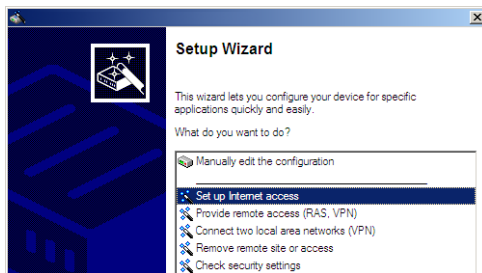 Setup Wizard
This wizard lets you configure your device for specific
applications quickly and easily.
What do you want to do?
Manually edit the configuration
Set up Internet access
Provide remote access (RAS, VPN)
Connect two local area networks (VPN)
Remove remote site or access
Check security settings